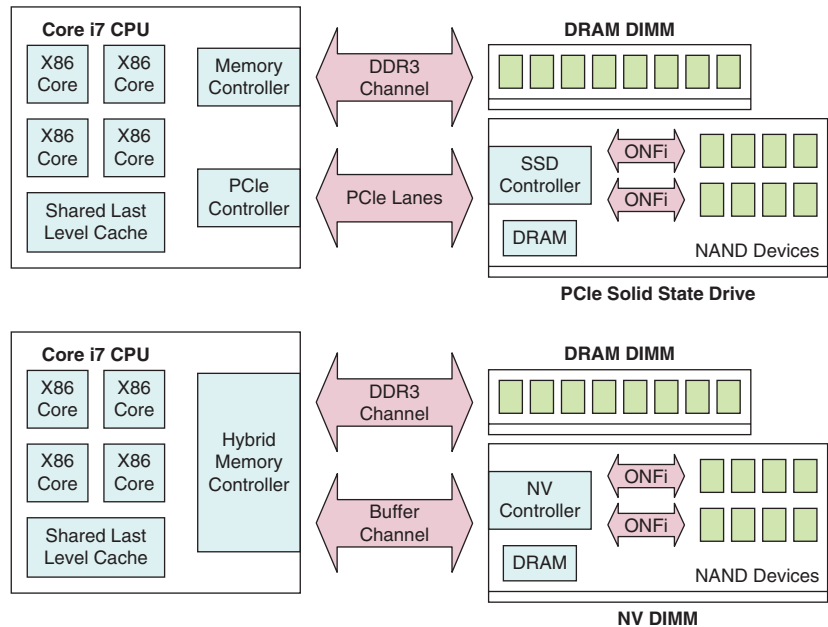 Core i7 CPU
X86
Core
X86
Core
X86
Core
X86
Core
Shared Last
Level Cache
Memory
Controller
PCIe
Controller
DDR3
Channel
PCIe Lanes
DRAM DIMM
SSD
Controller
DRAM
ONFi
ONFi
NAND Devices
PCIe Solid State Drive
Core i7 CPU
X86
Core
X86
Core
X86
Core
X86
Core
Shared Last
Level Cache
Hybrid
Memory
Controller
DDR3
Channel
Buffer
Channel
DRAM DIMM
NV
Controller
DRAM
ONFi
ONFi
NAND Devices
NV DIMM